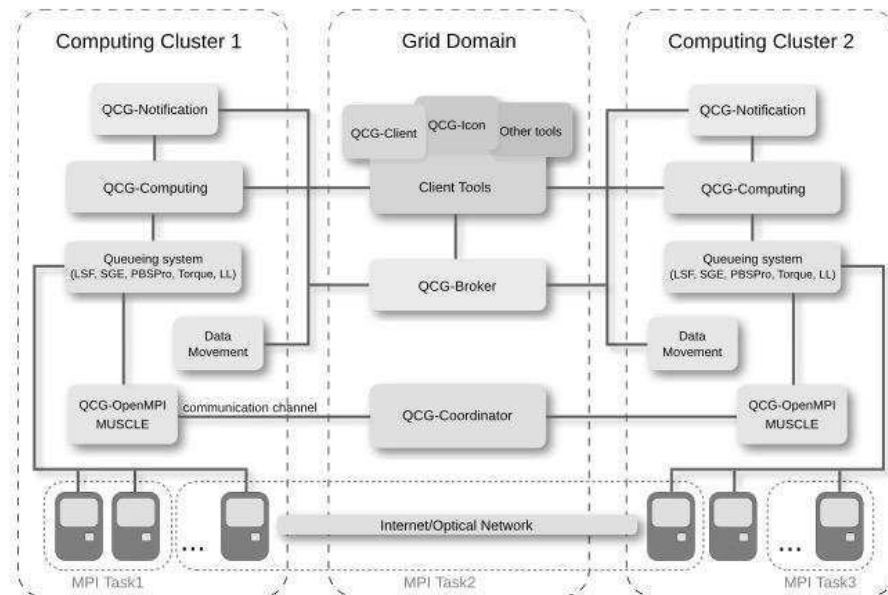 Computing Cluster 1
Grid Domain
Computing Cluster 2
QCG-Notification
QCG-Computing
Queueing system
(LSF, SGE, PBSPro, Torque, LL)
Data
Movement
QCG-OpenMPI
MUSCLE
communication channel
QCG-Client
QCG-Icon
Other tools
Client Tools
QCG-Broker
QCG-Coordinator
QCG-Notification
QCG-Computing
Queueing system
(LSF, SGE, PBSPro, Torque, LL)
Data
Movement
QCG-OpenMPI
MUSCLE
...
Internet/Optical Network
...
MPI Task1
MPI Task2
MPI Task3